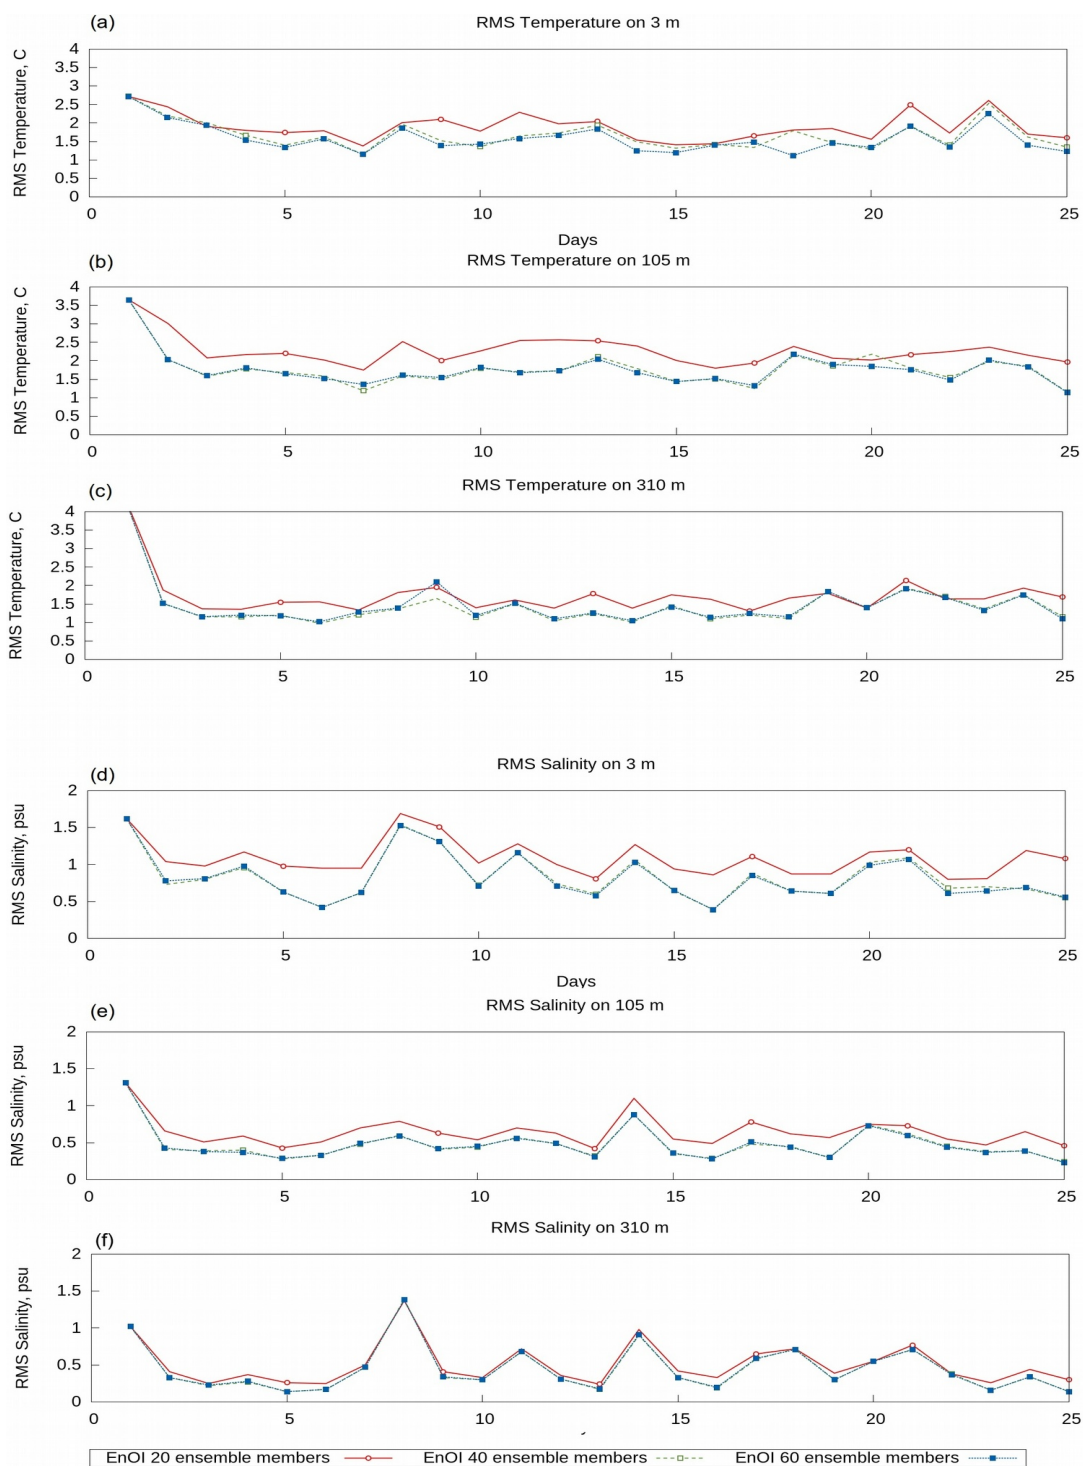 (a)
RMS Temperature on 3 m
RMS Temperature, C
4
3.5
3
2.5
2
1.5
1
0.5
0
0 5 10 15 20 25
Days
(b)
RMS Temperature on 105 m
RMS Temperature, C
4
3.5
3
2.5
2
1.5
1
0.5
0
0 5 10 15 20 25
(c)
RMS Temperature on 310 m
RMS Temperature, C
4
3.5
3
2.5
2
1.5
1
0.5
0
0 5 10 15 20 25
(d)
RMS Salinity on 3 m
RMS Salinity, psu
2
1.5
1
0.5
0
0 5 10 15 20 25
Days
(e)
RMS Salinity on 105 m
RMS Salinity, psu
2
1.5
1
0.5
0
0 5 10 15 20 25
(f)
RMS Salinity on 310 m
RMS Salinity, psu
2
1.5
1
0.5
0
0 5 10 15 20 25
EnOI 20 ensemble members EnOI 40 ensemble members EnOI 60 ensemble members